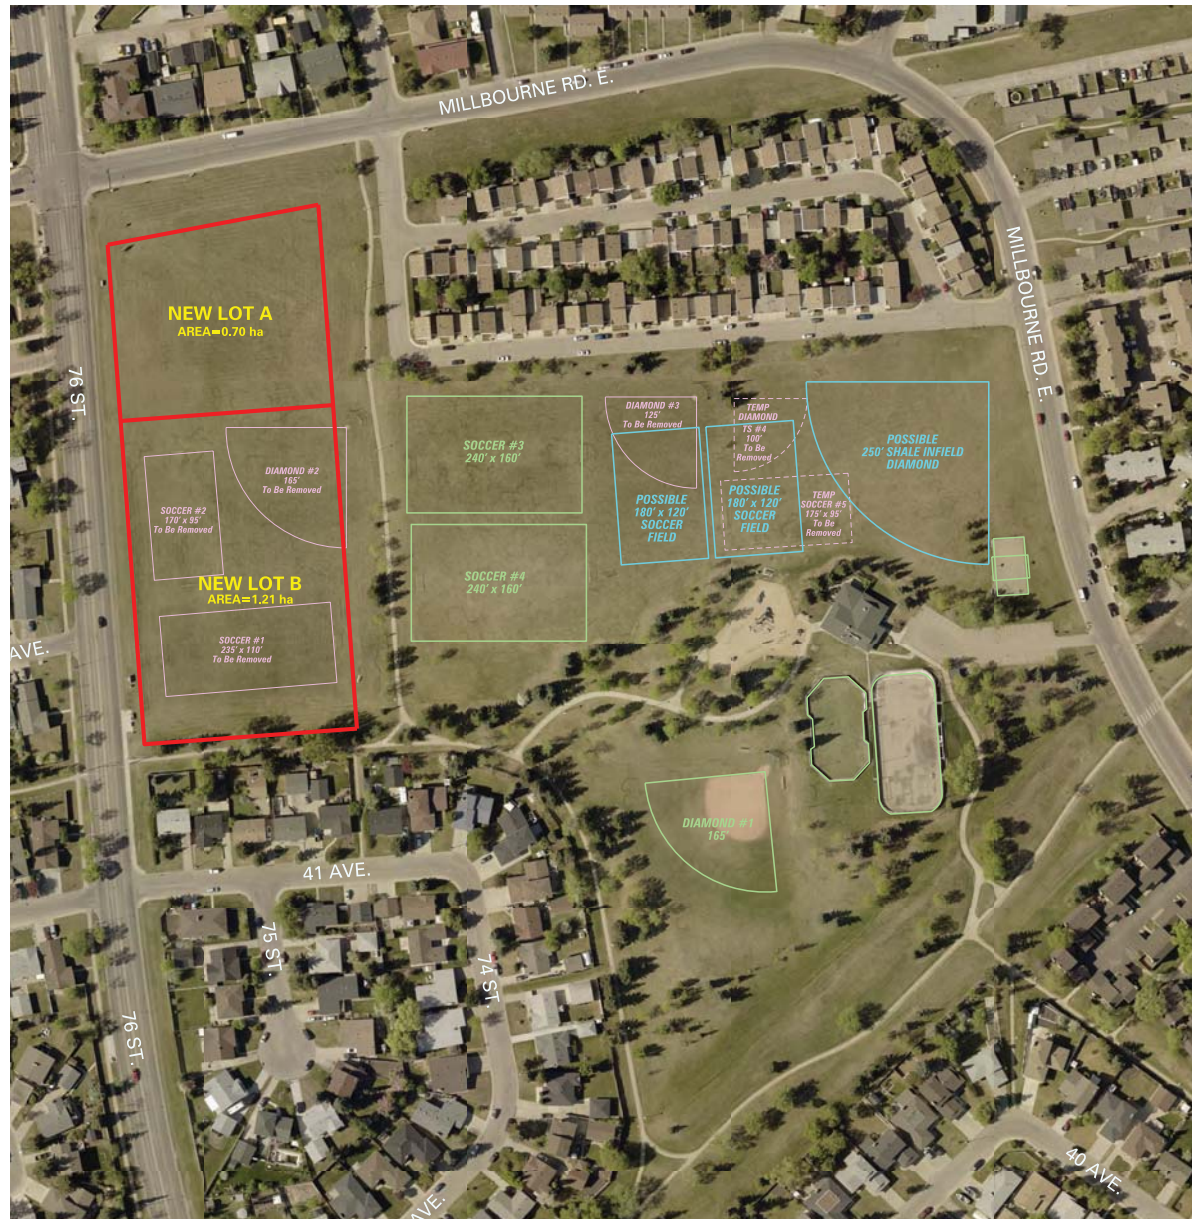 MILLBOURNE RD. E.
MILLBOURNE RD. E.
NEW LOT A
AREA=0.70 ha
76 ST.
DIAMOND #3
125'
To Be Removed
TEMP
DIAMOND
TS #4
100'
To Be
Removed
POSSIBLE
250' SHALE INFIELD
DIAMOND
SOCCER #3
240' x 160'
DIAMOND #2
165'
To Be Removed
SOCCER #2
170' x 95'
To Be Removed
POSSIBLE
180' x 120'
SOCCER
FIELD
POSSIBLE
180' x 120'
SOCCER
FIELD
TEMP
SOCCER #5
175' x 95'
To Be
Removed
NEW LOT B
AREA=1.21 ha
SOCCER #4
240' x 160'
SOCCER #1
235' x 110'
To Be Removed
AVE.
DIAMOND #1
165'
41 AVE.
75 ST.
74 ST.
76 ST.
40 AVE.
AVE.